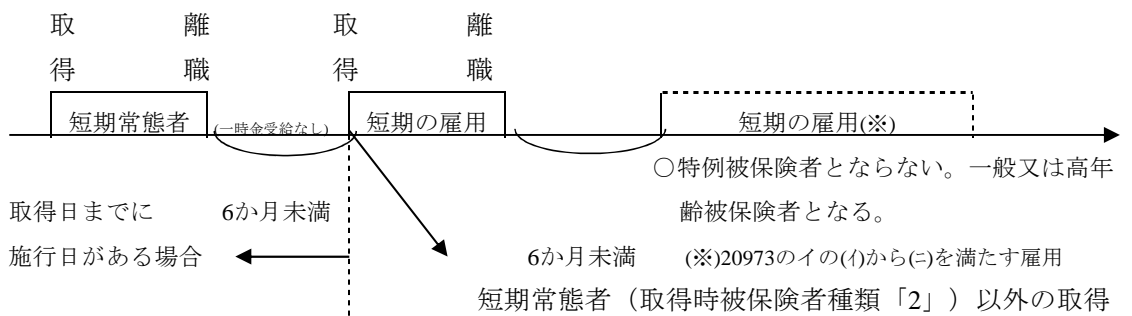 取 離 取 離
得 職 得 職
短期常態者 (一時金受給なし) 短期の雇用 短期の雇用(※)
○特例被保険者とならない。一般又は高年
取得日までに 6か月未満 齢被保険者となる。
施行日がある場合 6か月未満 (※)20973のイの(ｲ)から(ﾆ)を満たす雇用
短期常態者（取得時被保険者種類「2」）以外の取得